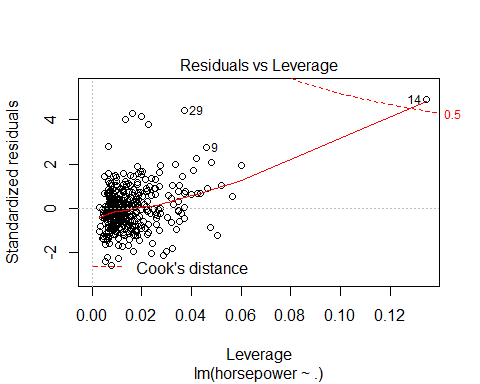 Residuals vs Leverage
Standardized residuals
4
2
0
-2
14
0.5
29
9
Cook's distance
0.00 0.02 0.04 0.06 0.08 0.10 0.12
Leverage
lm(horsepower ~ .)